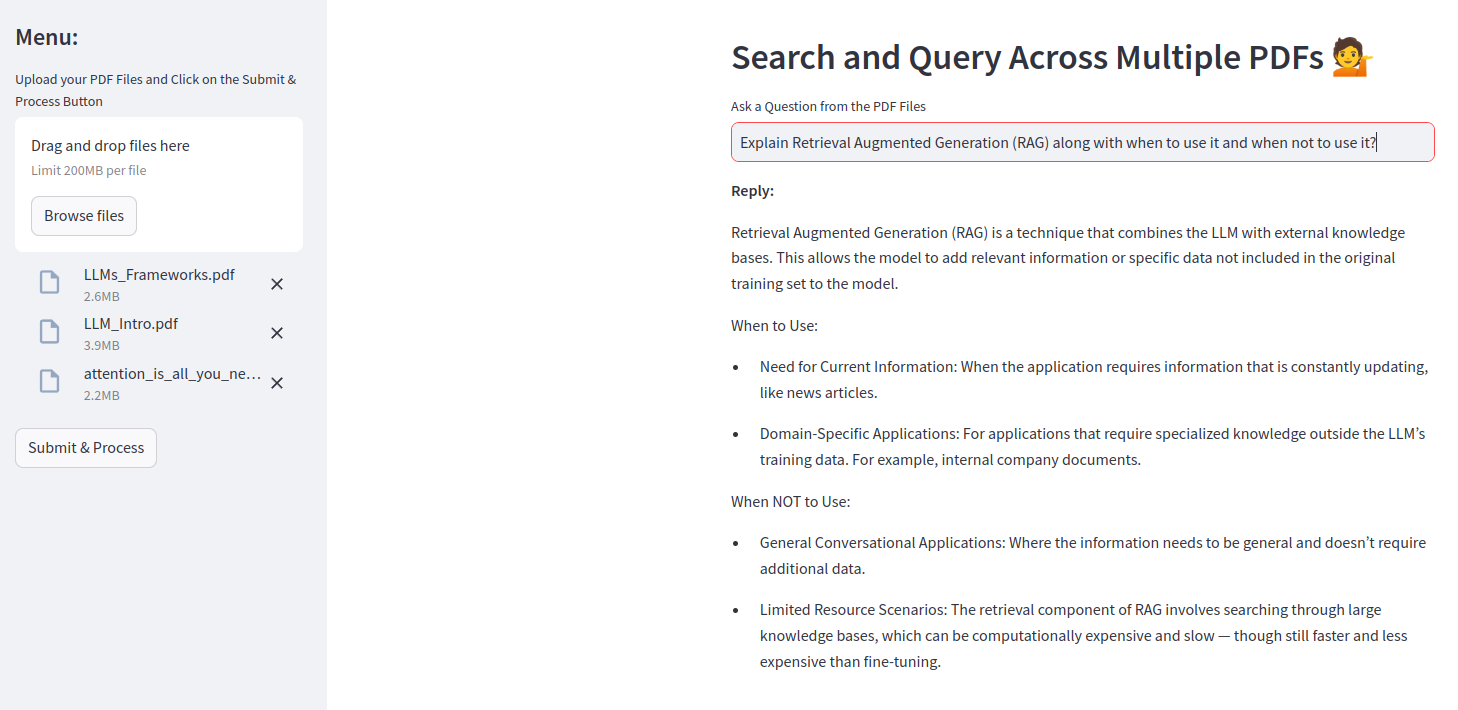 Menu:
Upload your PDF Files and Click on the Submit &
Process Button
Drag and drop files here
Limit 200MB per file
Browse files
LLMs_Frameworks.pdf
2.6MB
LLM_Intro.pdf
3.9MB
attention_is_all_you_ne...
2.2MB
Submit & Process
Search and Query Across Multiple PDFs 💁
Ask a Question from the PDF Files
Explain Retrieval Augmented Generation (RAG) along with when to use it and when not to use it?
Reply:
Retrieval Augmented Generation (RAG) is a technique that combines the LLM with external knowledge
bases. This allows the model to add relevant information or specific data not included in the original
training set to the model.
When to Use:
• Need for Current Information: When the application requires information that is constantly updating,
like news articles.
• Domain-Specific Applications: For applications that require specialized knowledge outside the LLM’s
training data. For example, internal company documents.
When NOT to Use:
• General Conversational Applications: Where the information needs to be general and doesn’t require
additional data.
• Limited Resource Scenarios: The retrieval component of RAG involves searching through large
knowledge bases, which can be computationally expensive and slow — though still faster and less
expensive than fine-tuning.